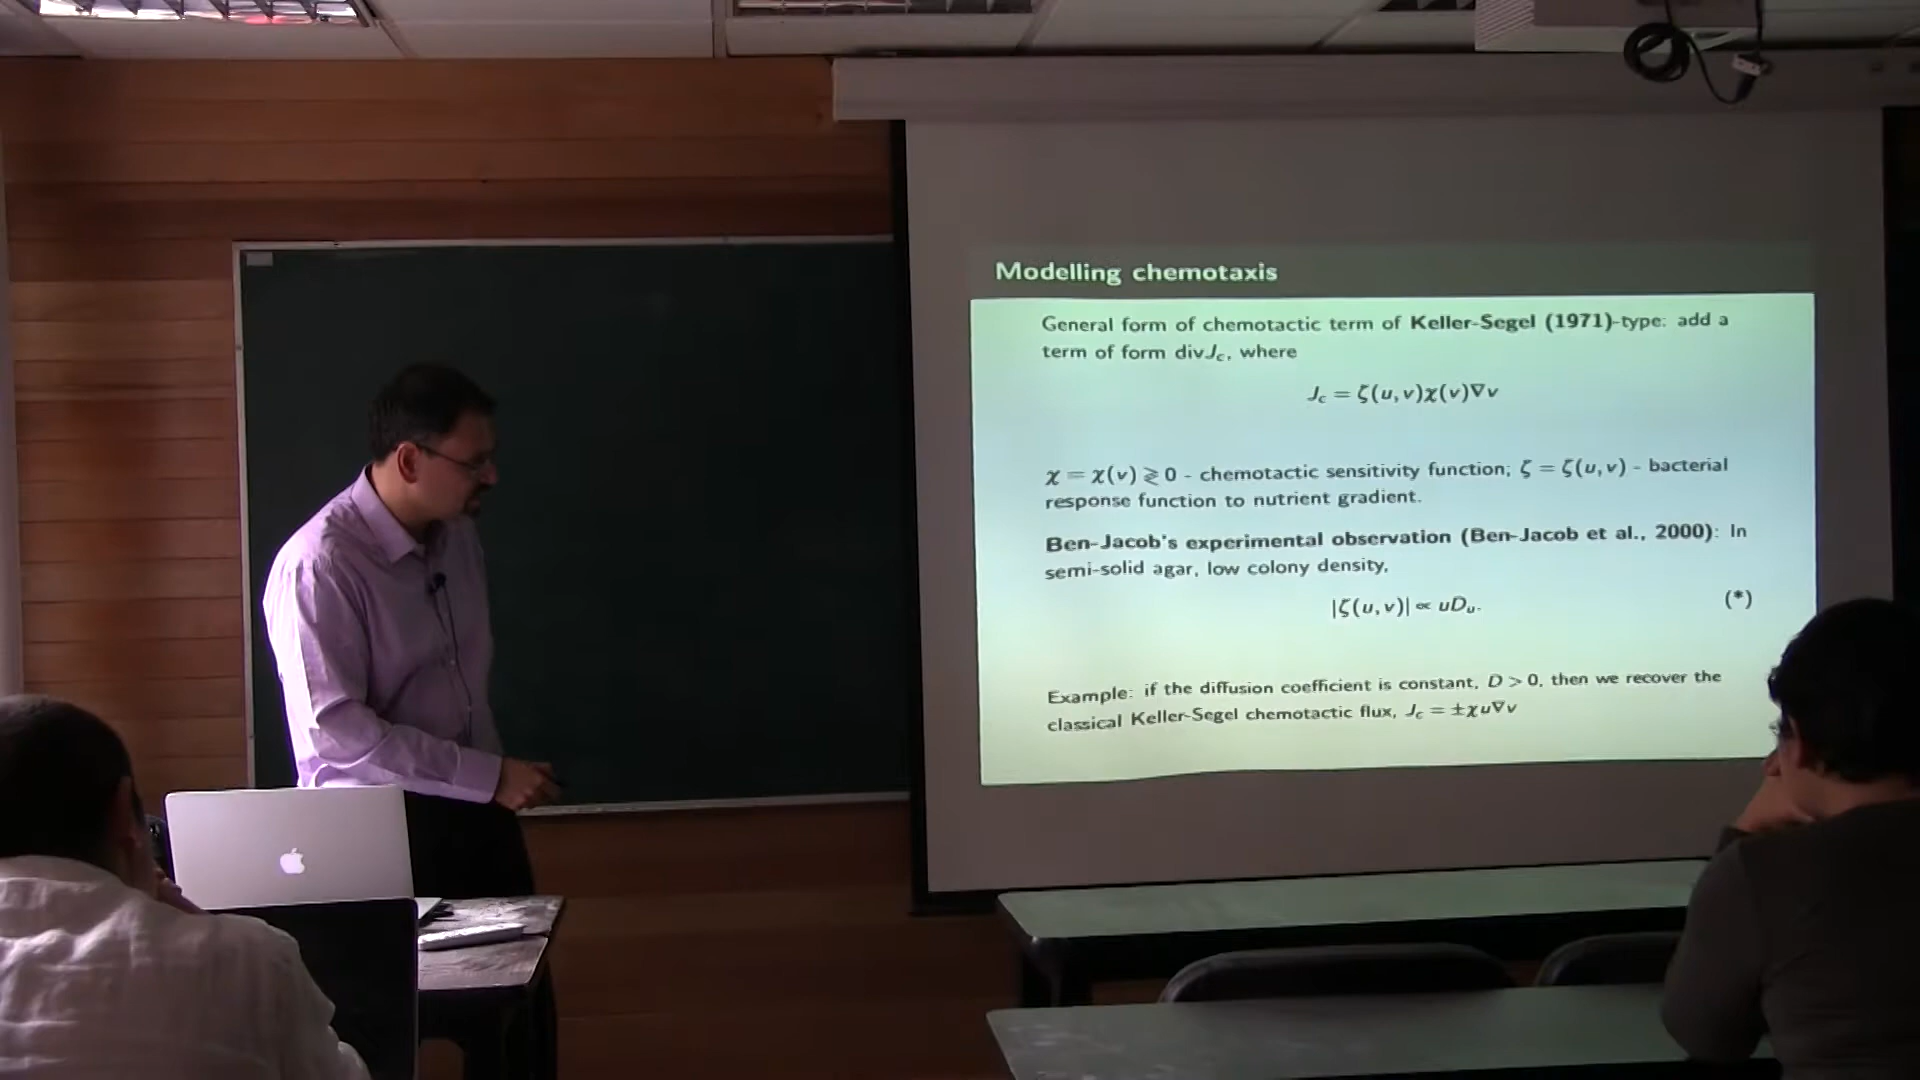 Modelling chemotaxis
General form of chemotactic term of Keller-Segel (1971)-type: add a
term of form divJ_c, where
J_c = ζ(u, v)χ(v)∇v
χ = χ(v) ≷ 0 - chemotactic sensitivity function; ζ = ζ(u, v) - bacterial
response function to nutrient gradient.
Ben-Jacob's experimental observation (Ben-Jacob et al., 2000): In
semi-solid agar, low colony density,
|ζ(u, v)| ∝ uD_u. (*)
Example: if the diffusion coefficient is constant, D > 0, then we recover the
classical Keller-Segel chemotactic flux, J_c = ±χu∇v